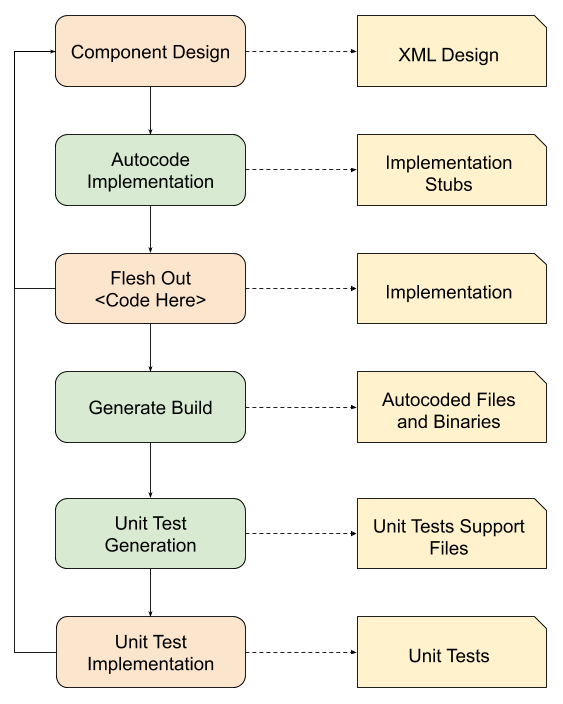 Component Design
XML Design
Autocode
Implementation
Implementation
Stubs
Flesh Out
<Code Here>
Implementation
Generate Build
Autocoded Files
and Binaries
Unit Test
Generation
Unit Tests Support
Files
Unit Test
Implementation
Unit Tests